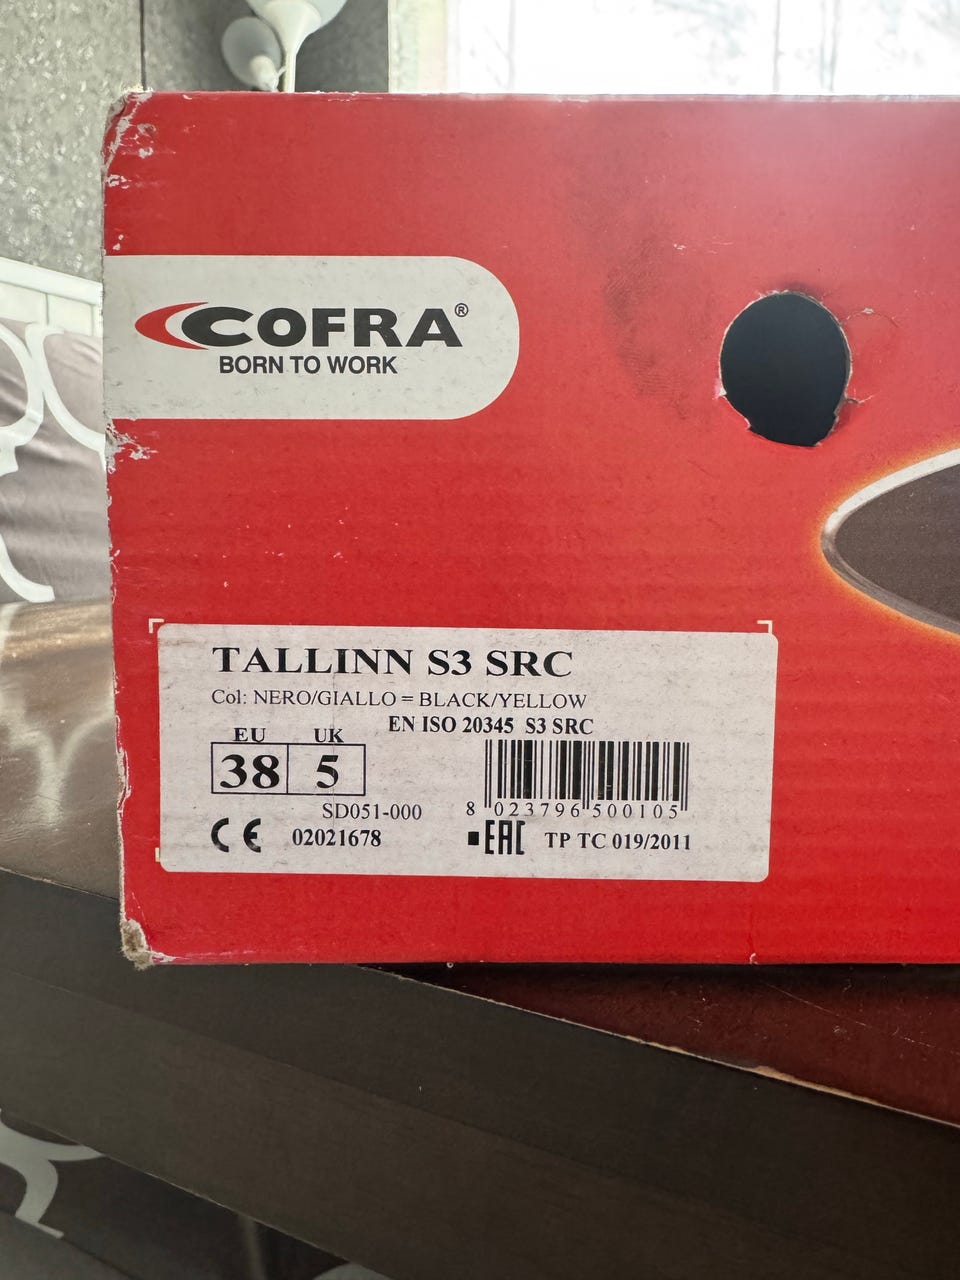 COFRA®
BORN TO WORK
TALLINN S3 SRC
Col: NERO/GIALLO = BLACK/YELLOW
EN ISO 20345 S3 SRC
EU UK
38 5
SD051-000
8 023796 500105
CE 02021678
EAC TP TC 019/2011